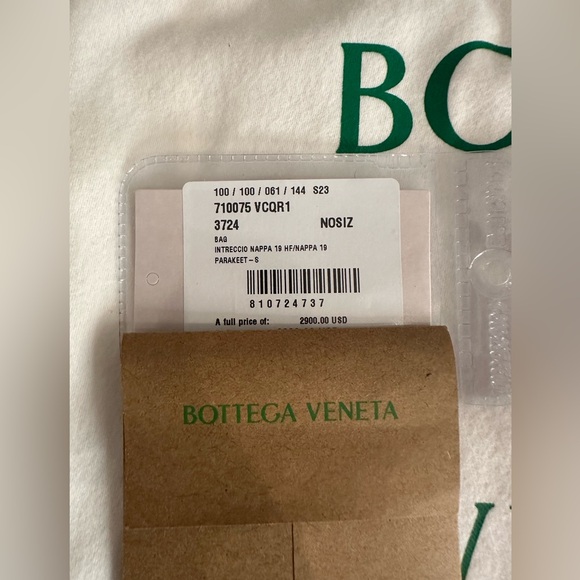 BO
100 / 100 / 061 / 144 S23
710075 VCQR1
3724 NOSIZ
BAG
INTRECCIO NAPPA 19 HF/NAPPA 19
PARAKEET-S
810724737
A full price of: 2900.00 USD
BOTTEGA VENETA
V